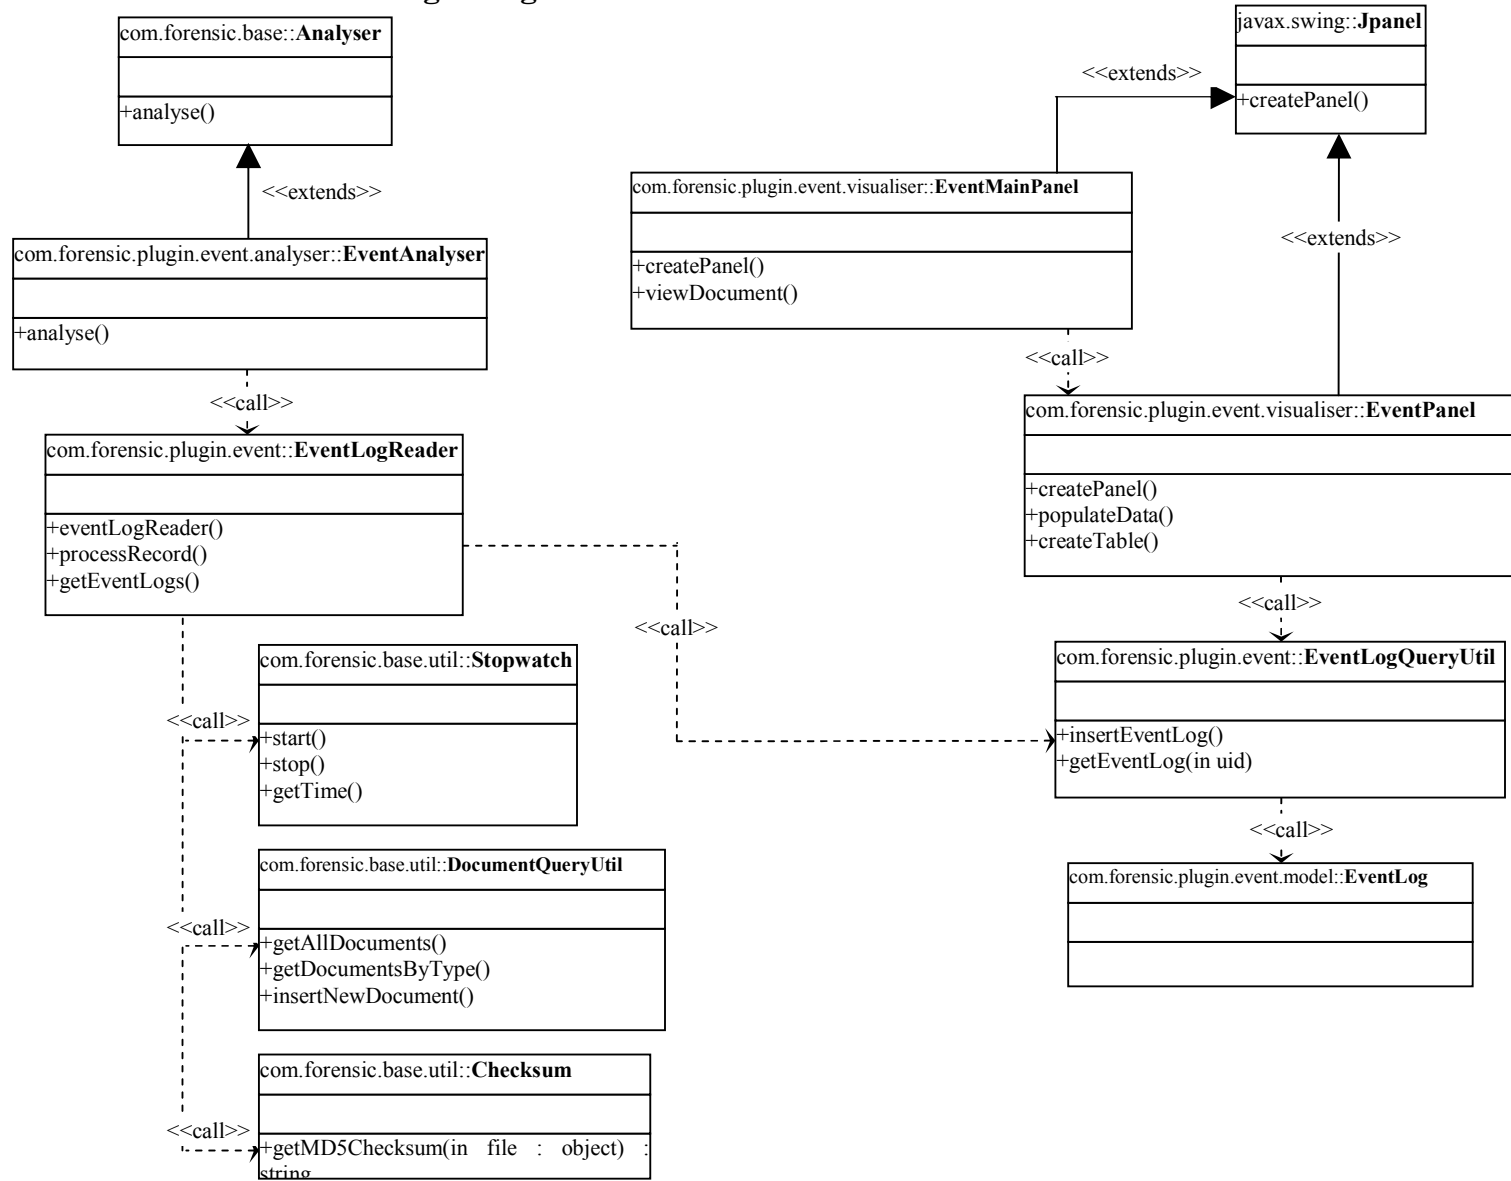 com.forensic.base::Analyser
+analyse()
<<extends>>
javax.swing::Jpanel
+createPanel()
<<extends>>
com.forensic.plugin.event.visualiser::EventMainPanel
+createPanel()
+viewDocument()
<<extends>>
com.forensic.plugin.event.analyser::EventAnalyser
+analyse()
<<call>>
<<call>>
com.forensic.plugin.event::EventLogReader
+eventLogReader()
+processRecord()
+getEventLogs()
com.forensic.plugin.event.visualiser::EventPanel
+createPanel()
+populateData()
+createTable()
<<call>>
<<call>>
com.forensic.base.util::Stopwatch
+start()
+stop()
+getTime()
<<call>>
com.forensic.plugin.event::EventLogQueryUtil
+insertEventLog()
+getEventLog(in uid)
<<call>>
com.forensic.base.util::DocumentQueryUtil
+getAllDocuments()
+getDocumentsByType()
+insertNewDocument()
<<call>>
com.forensic.plugin.event.model::EventLog
com.forensic.base.util::Checksum
+getMD5Checksum(in file : object) :
string
<<call>>